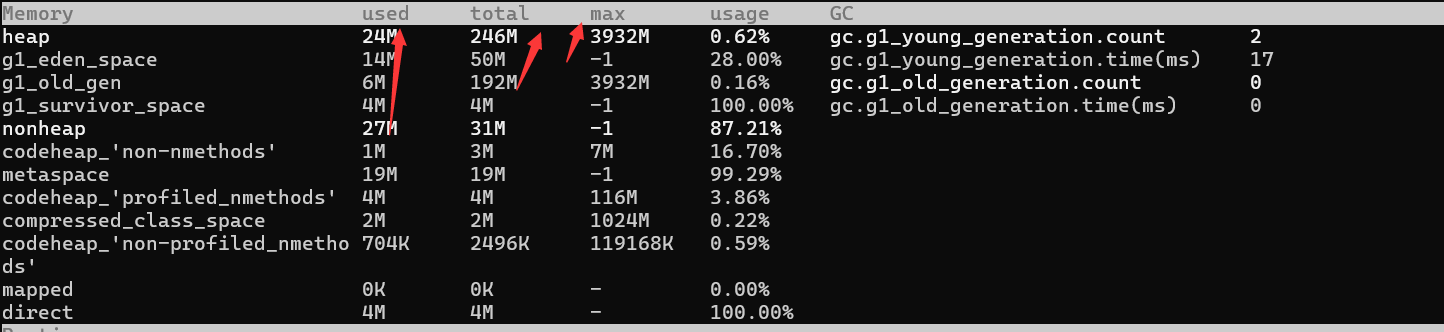 Memory used total max usage GC
heap 24M 246M 3932M 0.62% gc.g1_young_generation.count 2
g1_eden_space 14M 50M -1 28.00% gc.g1_young_generation.time(ms) 17
g1_old_gen 6M 192M 3932M 0.16% gc.g1_old_generation.count 0
g1_survivor_space 4M 4M -1 100.00% gc.g1_old_generation.time(ms) 0
nonheap 27M 31M -1 87.21%
codeheap_'non-nmethods' 1M 3M 7M 16.70%
metaspace 19M 19M -1 99.29%
codeheap_'profiled_nmethods' 4M 4M 116M 3.86%
compressed_class_space 2M 2M 1024M 0.22%
codeheap_'non-profiled_nmetho 704K 2496K 119168K 0.59%
ds'
mapped 0K 0K - 0.00%
direct 4M 4M - 100.00%